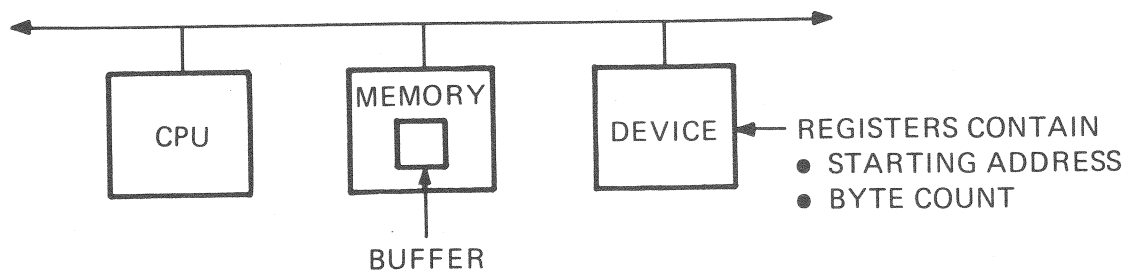 CPU
MEMORY
BUFFER
DEVICE
REGISTERS CONTAIN
● STARTING ADDRESS
● BYTE COUNT